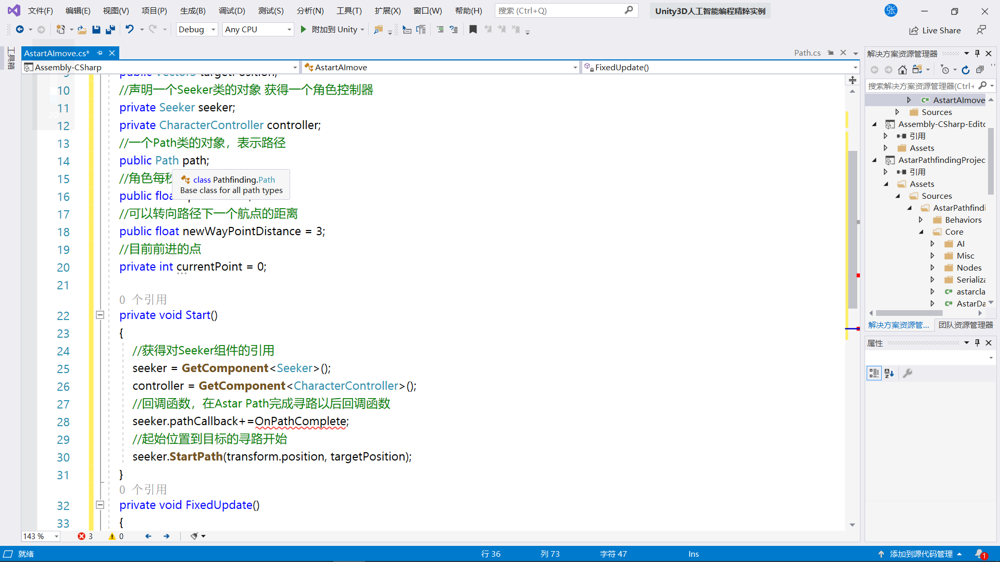 文件(F) 编辑(E) 视图(V) 项目(P) 生成(B) 调试(D) 测试(S) 分析(N) 工具(T) 扩展(X) 窗口(W) 帮助(H) 搜索 (Ctrl+Q) Unity3D人工智能编程精粹实例 张
Debug Any CPU 附加到 Unity Live Share
工具箱
AstartAImove.cs* Path.cs
Assembly-CSharp AstartAImove FixedUpdate()
10 //声明一个Seeker类的对象 获得一个角色控制器
11 private Seeker seeker;
12 private CharacterController controller;
13 //一个Path类的对象，表示路径
14 public Path path;
15 //角色每秒
class Pathfinding.Path
Base class for all path types
16 public floa
17 //可以转向路径下一个航点的距离
18 public float newWayPointDistance = 3;
19 //目前前进的点
20 private int currentPoint = 0;
21
0 个引用
22 private void Start()
23 {
24 //获得对Seeker组件的引用
25 seeker = GetComponent<Seeker>();
26 controller = GetComponent<CharacterController>();
27 //回调函数，在Astar Path完成寻路以后回调函数
28 seeker.pathCallback+=OnPathComplete;
29 //起始位置到目标的寻路开始
30 seeker.StartPath(transform.position, targetPosition);
31 }
0 个引用
32 private void FixedUpdate()
33 {
143 % 3 0
解决方案资源管理器
搜索解决方案资源管理器(Ctrl+
AstartAImove
Sources
Assembly-CSharp-Edito
引用
Assets
AstarPathfindingProjec
引用
Assets
Sources
AstarPathfindi
Behaviors
Core
AI
Misc
Nodes
Serializa
astarcla
AstarDa
解决方案资源管... 团队资源管理器
属性
就绪 行 36 列 73 字符 47 Ins 添加到源代码管理 1